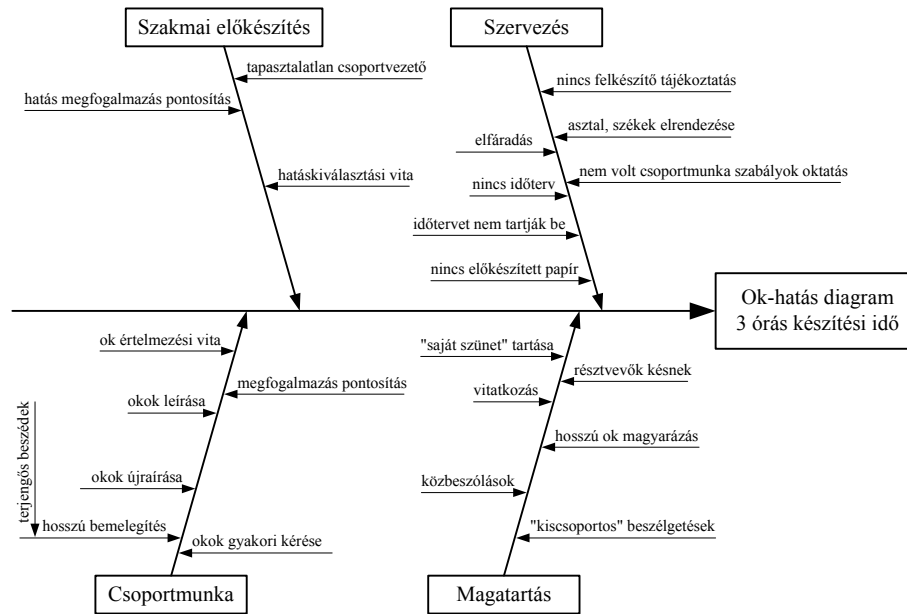 Szakmai előkészítés
Szervezés
tapasztalatlan csoportvezető
hatás megfogalmazás pontosítás
hatáskiválasztási vita
nincs felkészítő tájékoztatás
asztal, székek elrendezése
elfáradás
nem volt csoportmunka szabályok oktatás
nincs időterv
időtervet nem tartják be
nincs előkészített papír
Ok-hatás diagram
3 órás készítési idő
ok értelmezési vita
megfogalmazás pontosítás
okok leírása
terjengős beszédek
okok újraírása
hosszú bemelegítés
okok gyakori kérése
"saját szünet" tartása
résztvevők késnek
vitatkozás
hosszú ok magyarázás
közbeszólások
"kiscsoportos" beszélgetések
Csoportmunka
Magatartás